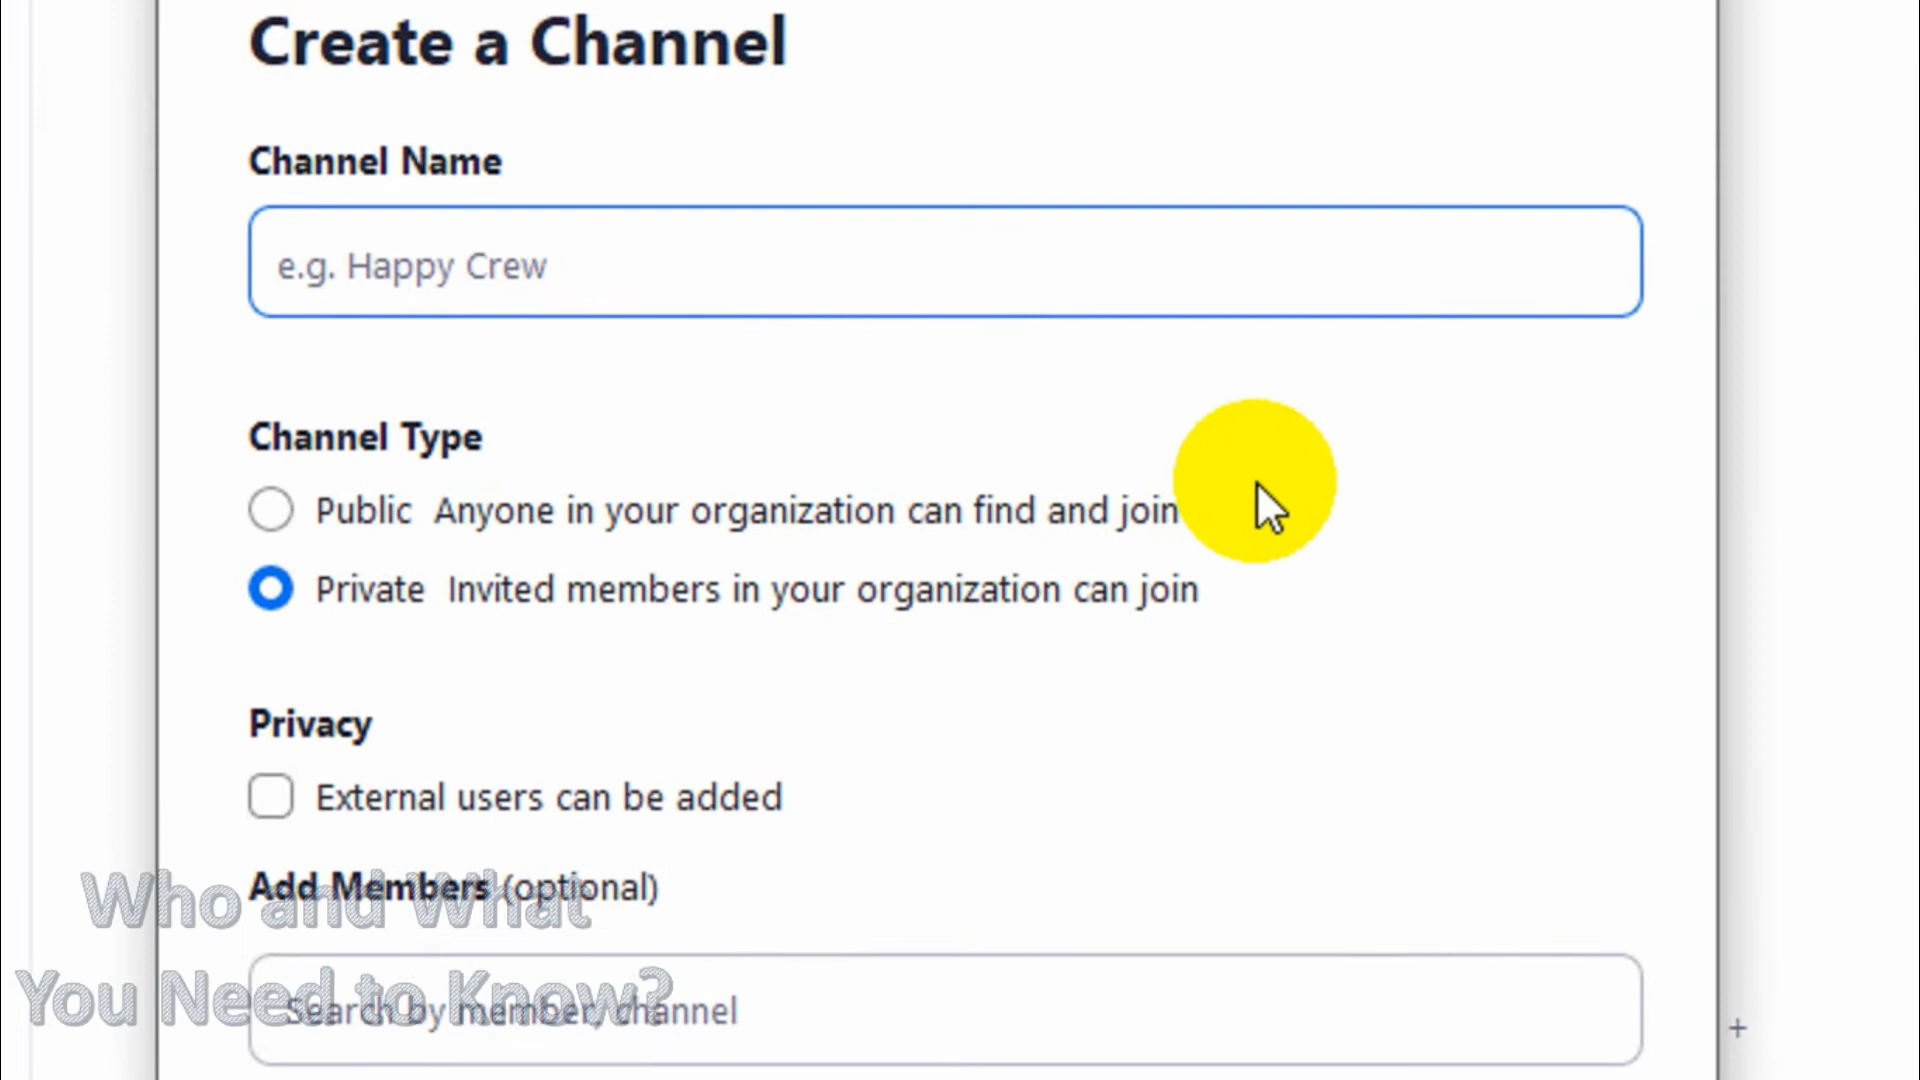 Create a Channel
Channel Name
e.g. Happy Crew
Channel Type
Public Anyone in your organization can find and join
Private Invited members in your organization can join
Privacy
External users can be added
Add Members (optional)
Search by member, channel
+
Who and What
You Need to Know?